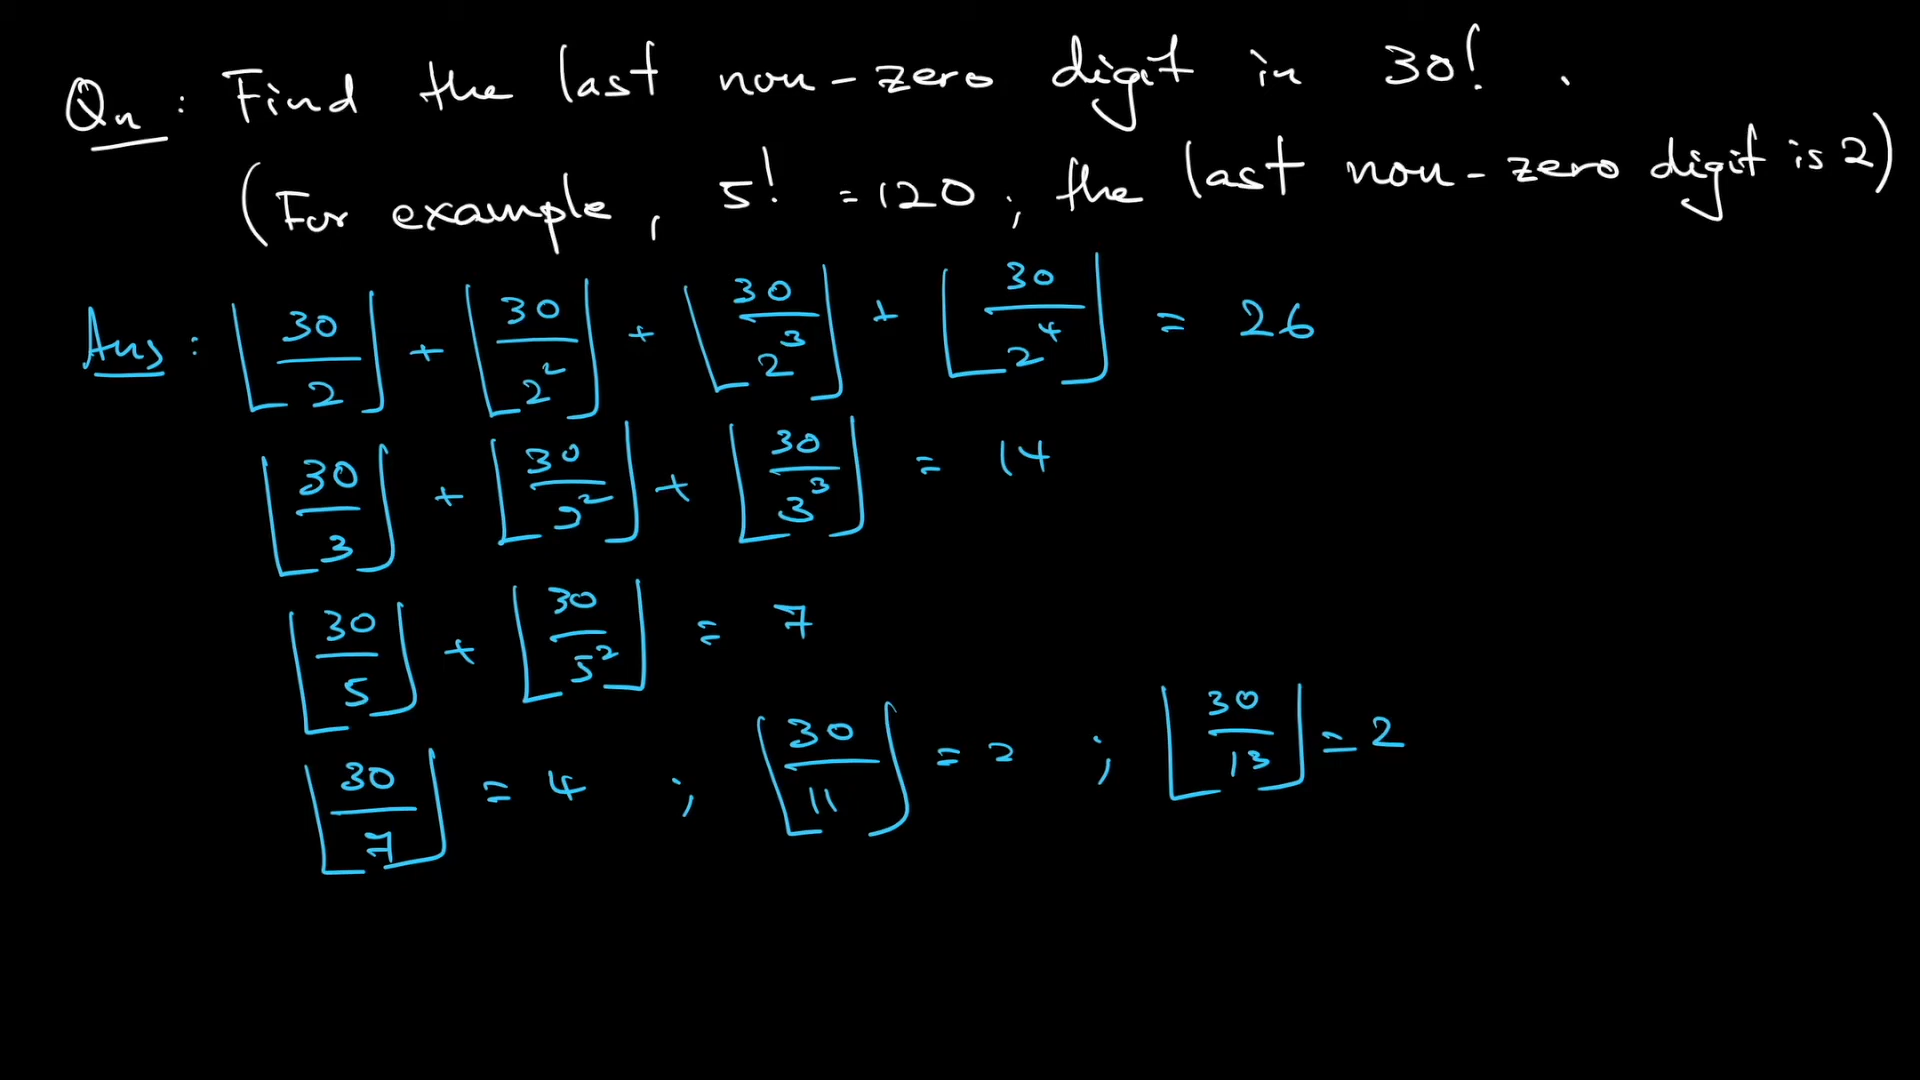 Qn : Find the last non-zero digit in 30! .
(For example, 5! = 120 ; the last non-zero digit is 2)
Ans : ⌊30/2⌋ + ⌊30/2²⌋ + ⌊30/2³⌋ + ⌊30/2⁴⌋ = 26
⌊30/3⌋ + ⌊30/3²⌋ + ⌊30/3³⌋ = 14
⌊30/5⌋ + ⌊30/5²⌋ = 7
⌊30/7⌋ = 4 ; ⌊30/11⌋ = 2 ; ⌊30/13⌋ = 2